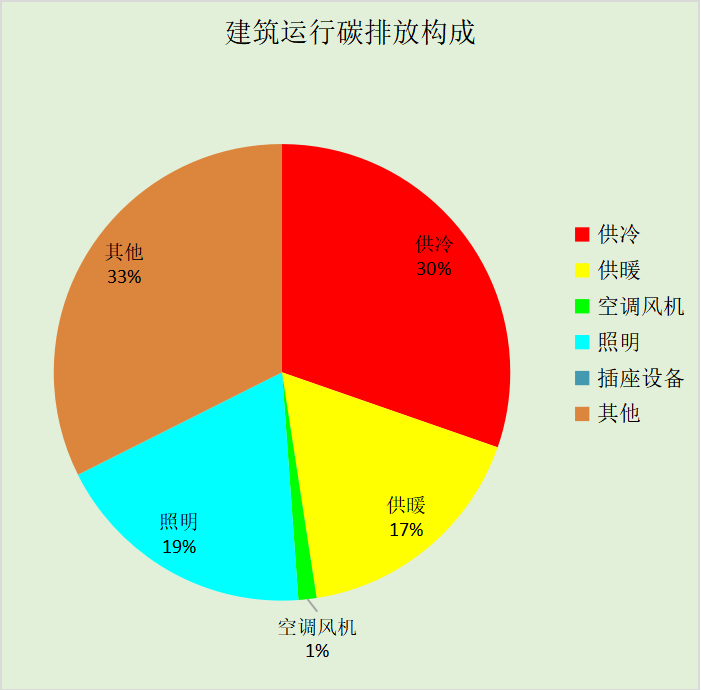 建筑运行碳排放构成
供冷
30%
供暖
17%
空调风机
1%
照明
19%
其他
33%
供冷
供暖
空调风机
照明
插座设备
其他